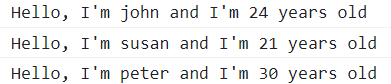 Hello, I'm john and I'm 24 years old
Hello, I'm susan and I'm 21 years old
Hello, I'm peter and I'm 30 years old